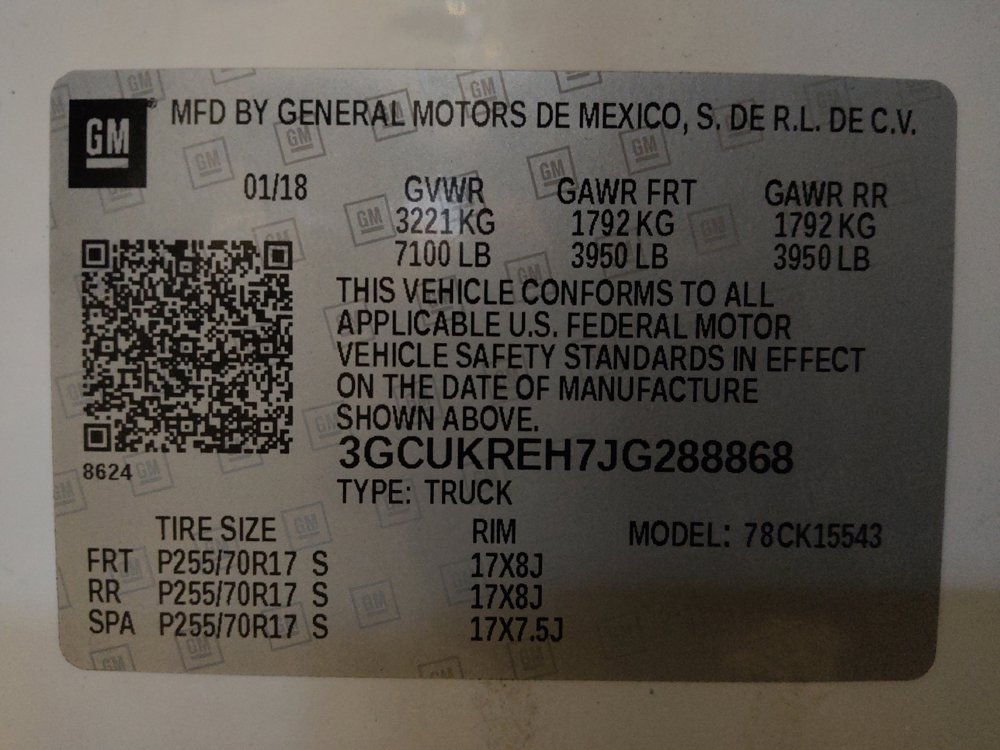 GM MFD BY GENERAL MOTORS DE MEXICO, S. DE R.L. DE C.V.
01/18 GVWR GAWR FRT GAWR RR
3221 KG 1792 KG 1792 KG
7100 LB 3950 LB 3950 LB
THIS VEHICLE CONFORMS TO ALL
APPLICABLE U.S. FEDERAL MOTOR
VEHICLE SAFETY STANDARDS IN EFFECT
ON THE DATE OF MANUFACTURE
SHOWN ABOVE.
3GCUKREH7JG288868
8624
TYPE: TRUCK
TIRE SIZE RIM MODEL: 78CK15543
FRT P255/70R17 S 17X8J
RR P255/70R17 S 17X8J
SPA P255/70R17 S 17X7.5J